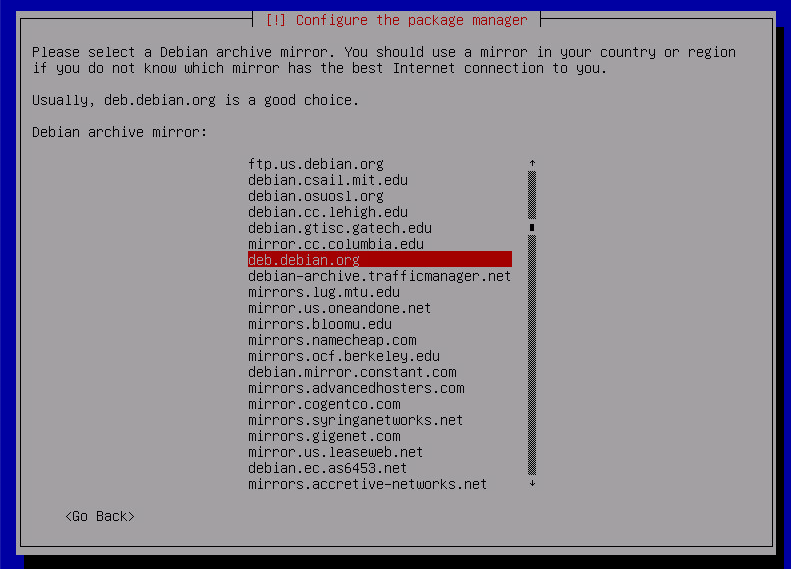 [!] Configure the package manager
Please select a Debian archive mirror. You should use a mirror in your country or region
if you do not know which mirror has the best Internet connection to you.
Usually, deb.debian.org is a good choice.
Debian archive mirror:
ftp.us.debian.org
debian.csail.mit.edu
debian.osuosl.org
debian.cc.lehigh.edu
debian.gtisc.gatech.edu
mirror.cc.columbia.edu
deb.debian.org
debian-archive.trafficmanager.net
mirrors.lug.mtu.edu
mirror.us.oneandone.net
mirrors.bloomu.edu
mirrors.namecheap.com
mirrors.ocf.berkeley.edu
debian.mirror.constant.com
mirrors.advancedhosters.com
mirror.cogentco.com
mirrors.syringanetworks.net
mirrors.gigenet.com
mirror.us.leaseweb.net
debian.ec.as6453.net
mirrors.accretive-networks.net
<Go Back>